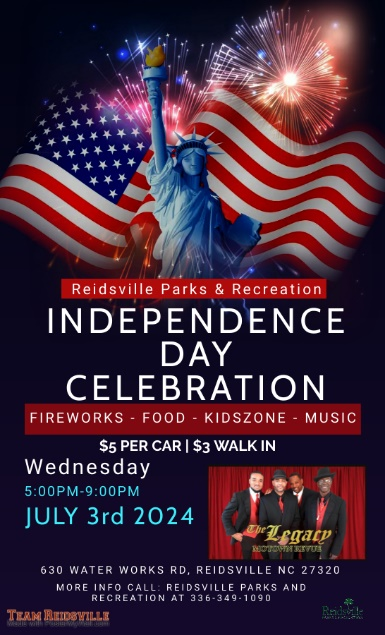 Reidsville Parks & Recreation
INDEPENDENCE
DAY
CELEBRATION
FIREWORKS - FOOD - KIDSZONE - MUSIC
$5 PER CAR | $3 WALK IN
Wednesday
5:00PM-9:00PM
JULY 3rd 2024
The Legacy
MOTOWN REVUE
630 WATER WORKS RD, REIDSVILLE NC 27320
MORE INFO CALL: REIDSVILLE PARKS AND
RECREATION AT 336-349-1090
TEAM REIDSVILLE
Reidsville